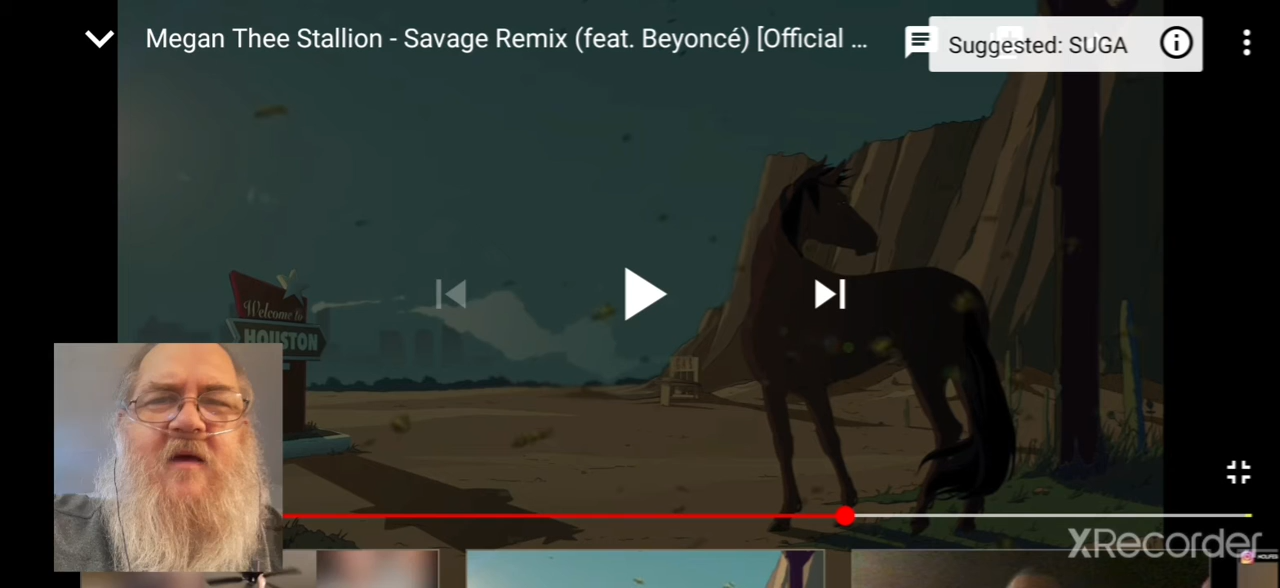 Megan Thee Stallion - Savage Remix (feat. Beyoncé) [Official ...
Suggested: SUGA
Welcome to
HOUSTON
XRecorder